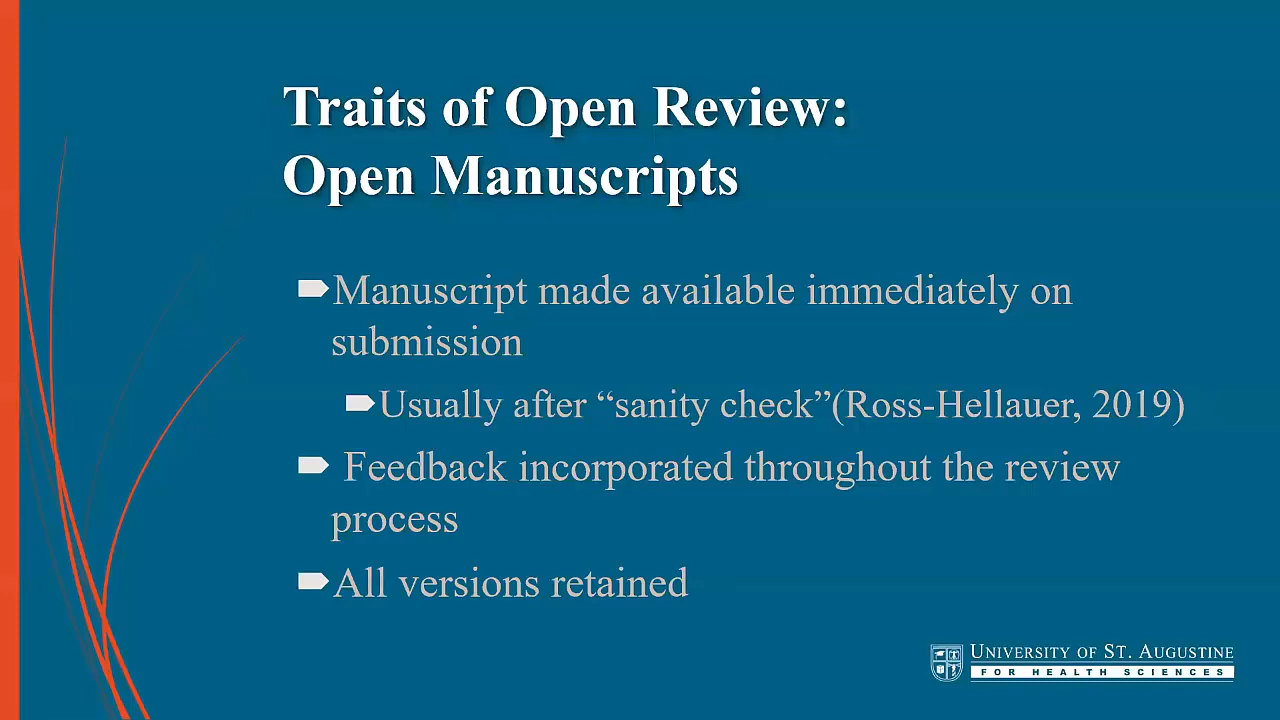 Traits of Open Review:
Open Manuscripts
Manuscript made available immediately on
submission
Usually after “sanity check”(Ross-Hellauer, 2019)
Feedback incorporated throughout the review
process
All versions retained
UNIVERSITY OF ST. AUGUSTINE
FOR HEALTH SCIENCES